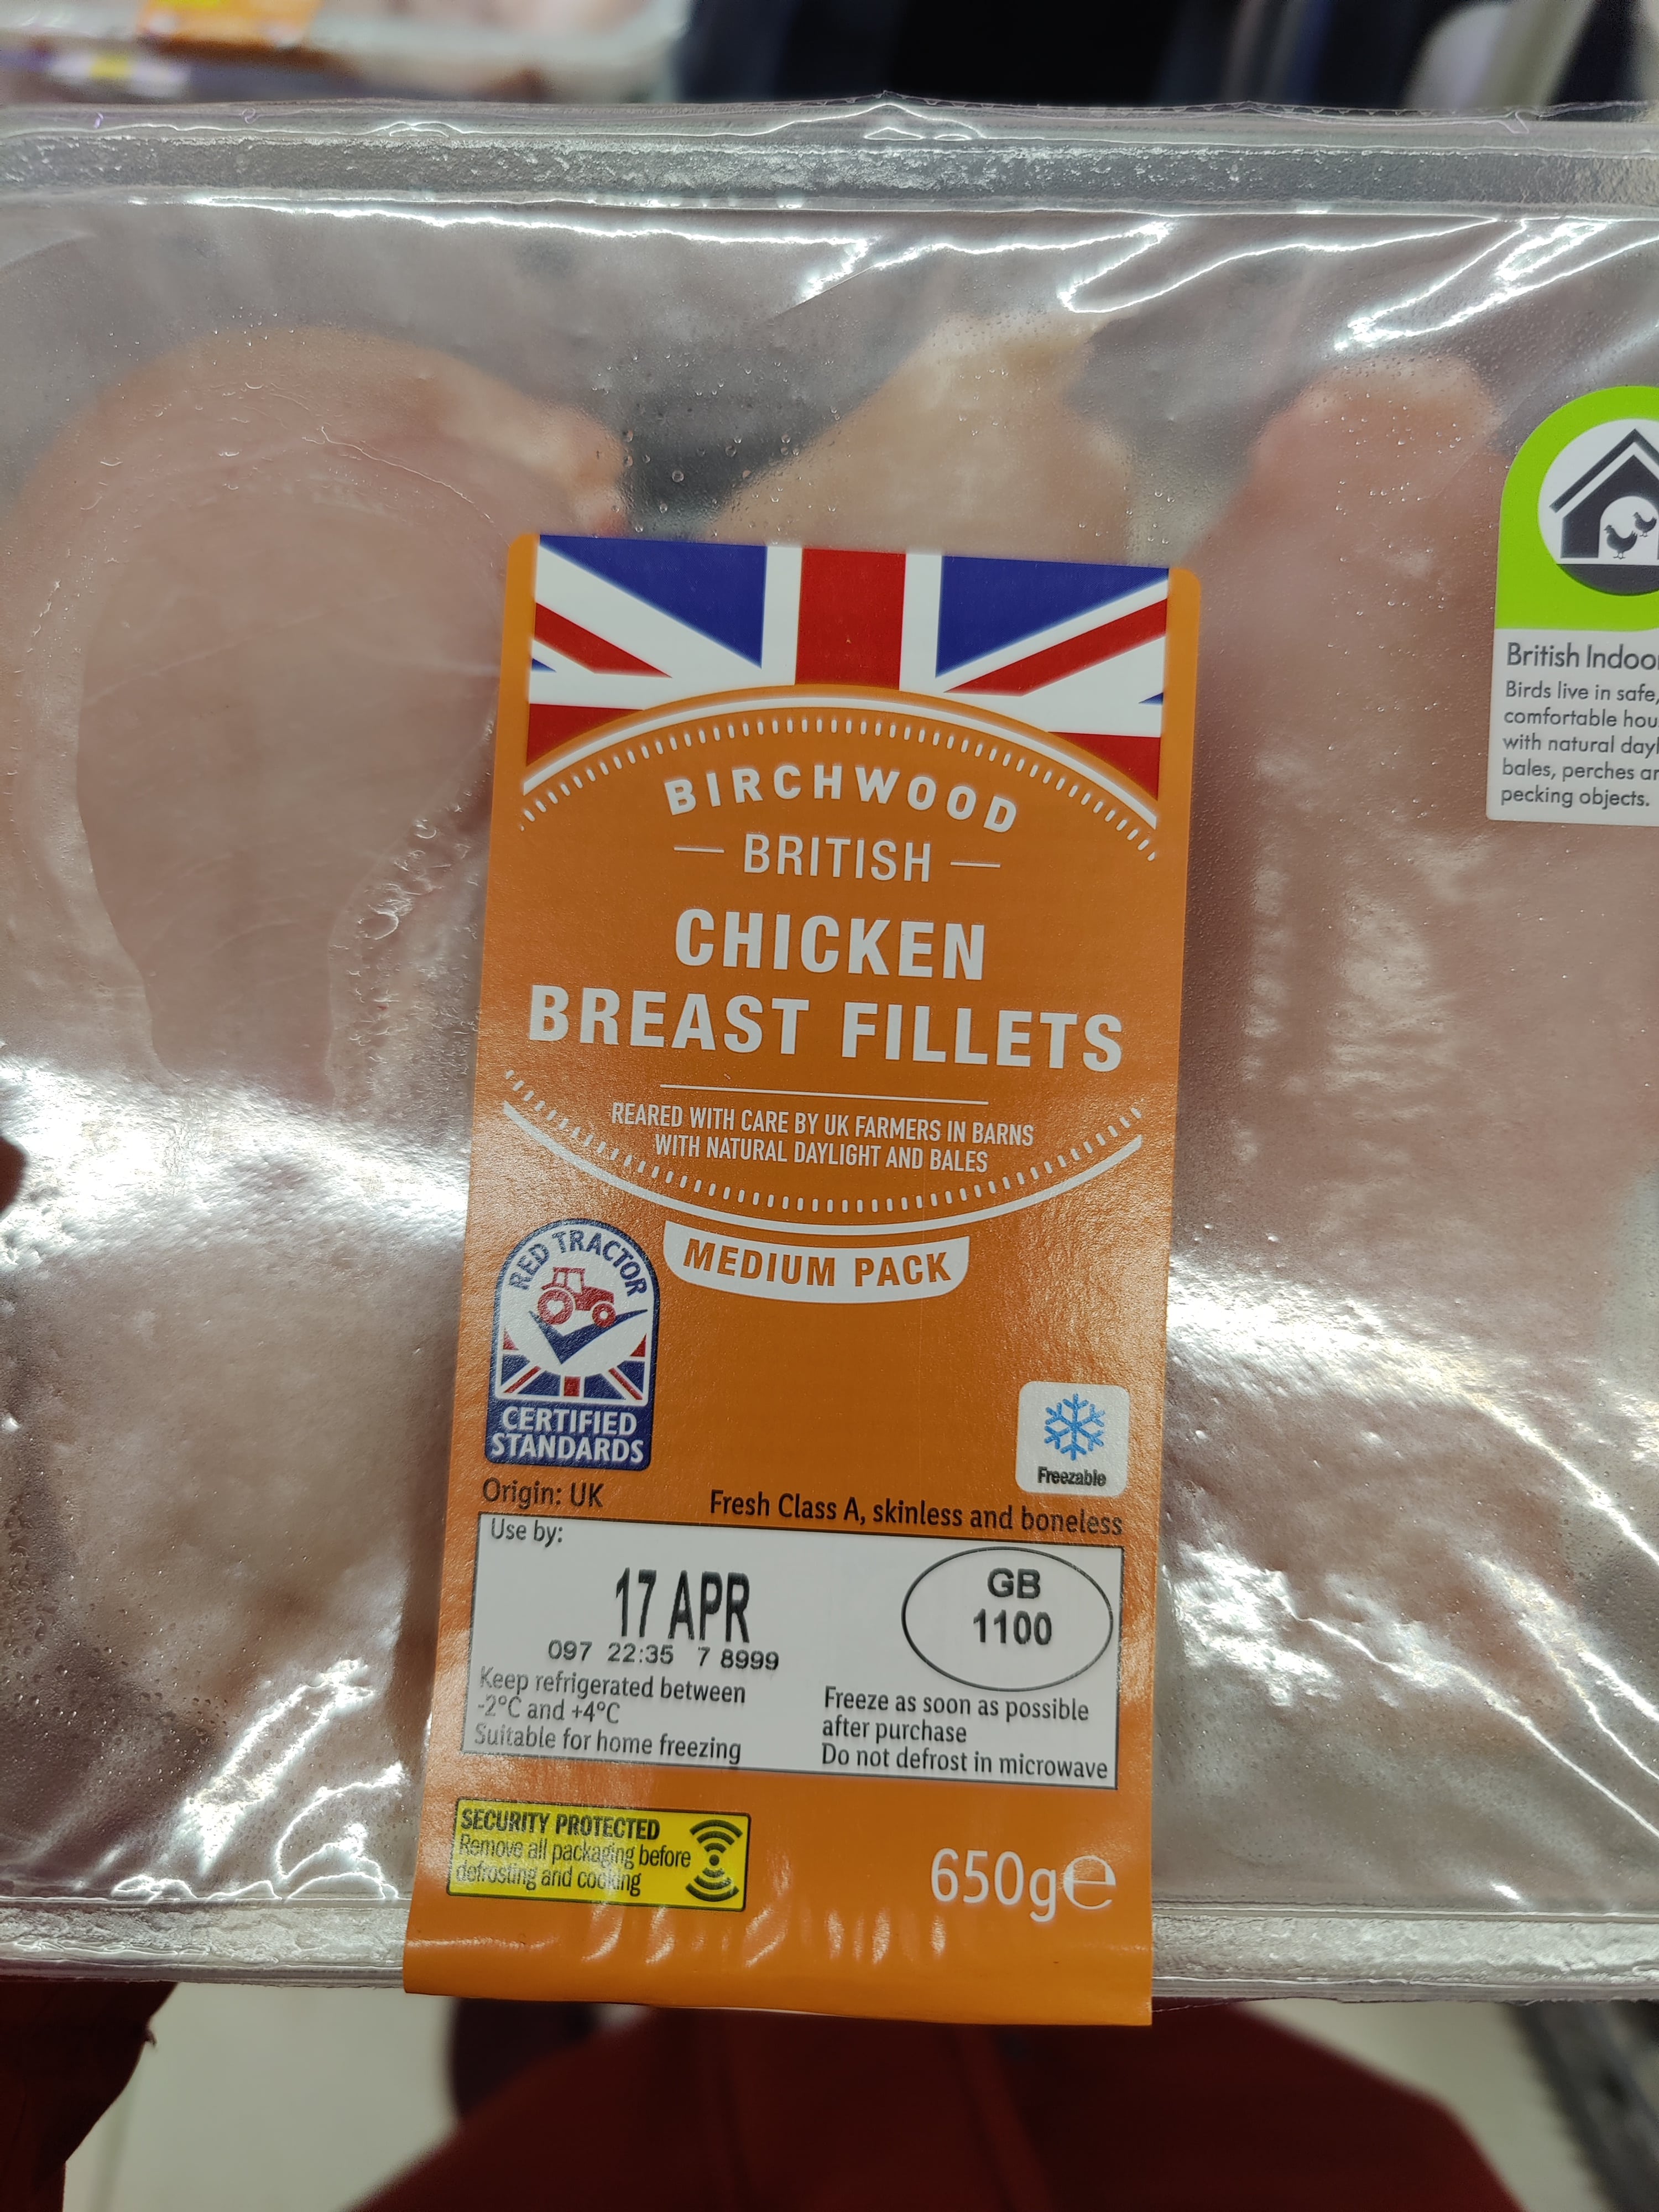 BIRCHWOOD
BRITISH
CHICKEN
BREAST FILLETS
REARED WITH CARE BY UK FARMERS IN BARNS
WITH NATURAL DAYLIGHT AND BALES
MEDIUM PACK
RED TRACTOR
CERTIFIED
STANDARDS
Freezable
Origin: UK
Fresh Class A, skinless and boneless
Use by:
17 APR
097 22:35 7 8999
GB
1100
Keep refrigerated between
-2°C and +4°C
Suitable for home freezing
Freeze as soon as possible
after purchase
Do not defrost in microwave
SECURITY PROTECTED
Remove all packaging before
defrosting and cooking
650g℮
British
Birds live in safe,
comfortable
with natural
bales, perches
pecking objects.